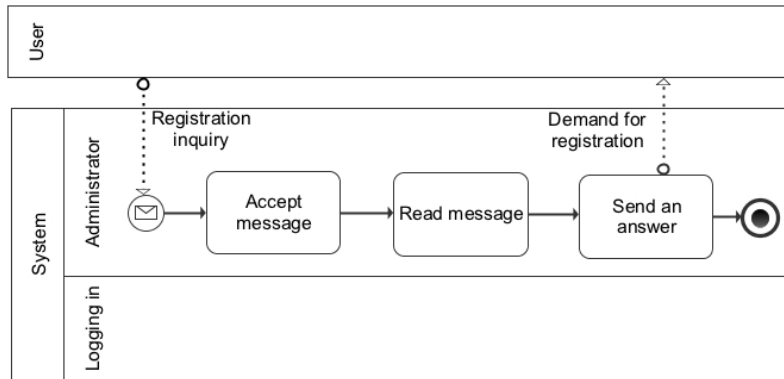 User
Registration
inquiry
Demand for
registration
System
Administrator
Accept
message
Read message
Send an
answer
Logging in